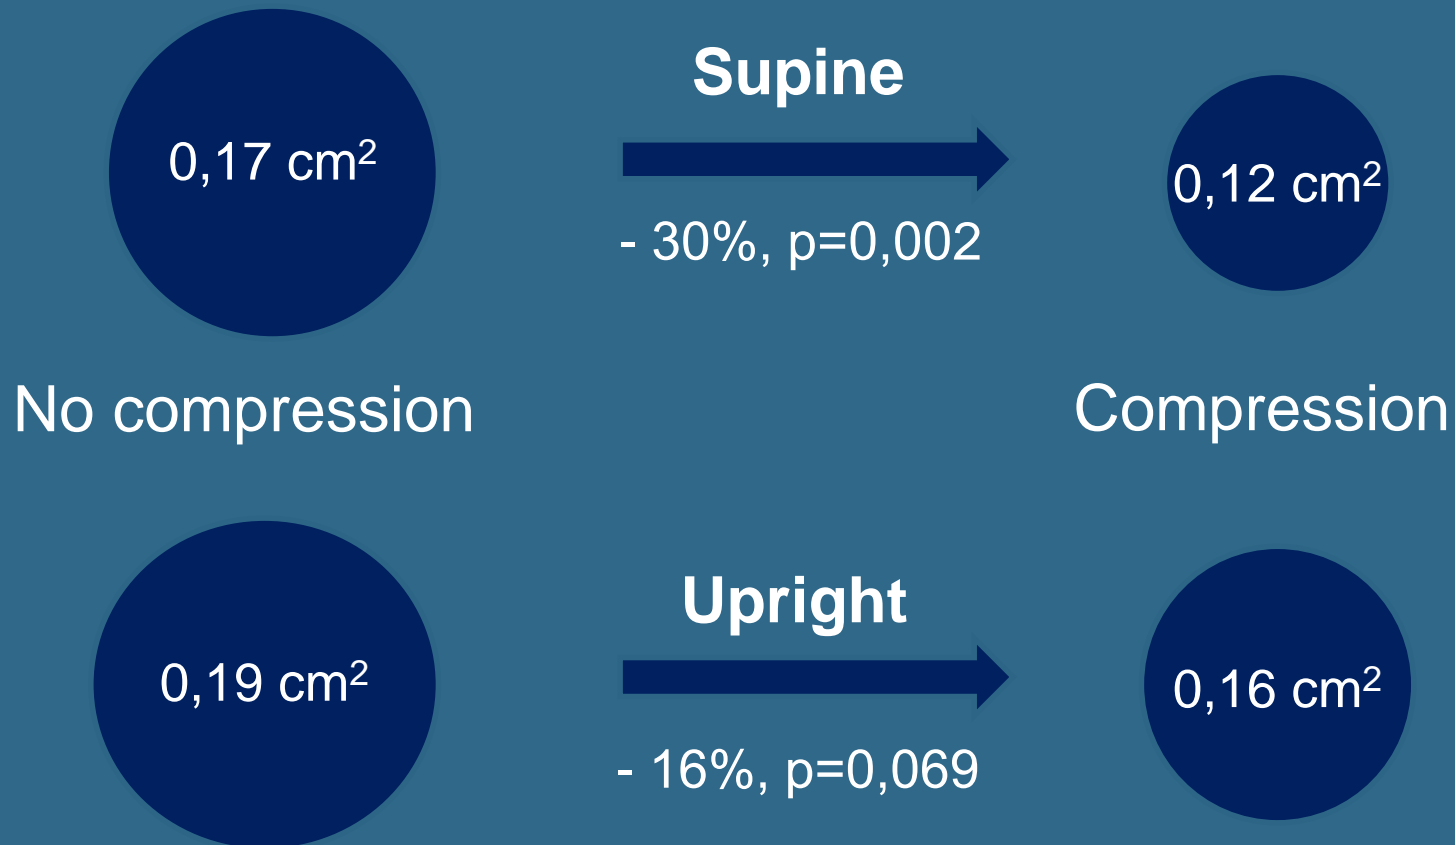 Supine
0,17 cm²
0,12 cm²
- 30%, p=0,002
No compression
Compression
Upright
0,19 cm²
0,16 cm²
- 16%, p=0,069